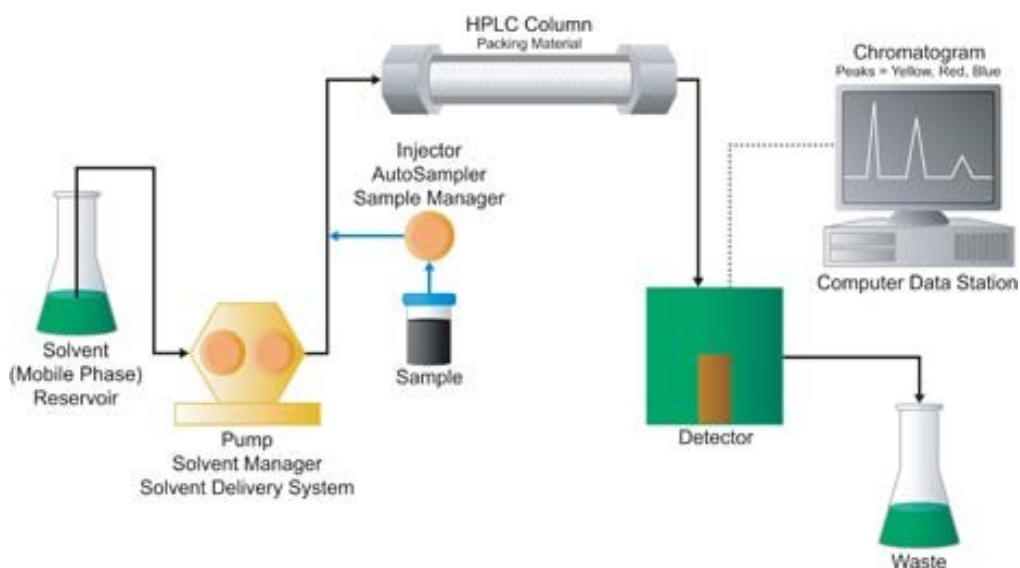 HPLC Column
Packing Material
Chromatogram
Peaks = Yellow, Red, Blue
Injector
AutoSampler
Sample Manager
Computer Data Station
Solvent
(Mobile Phase)
Reservoir
Sample
Pump
Solvent Manager
Solvent Delivery System
Detector
Waste